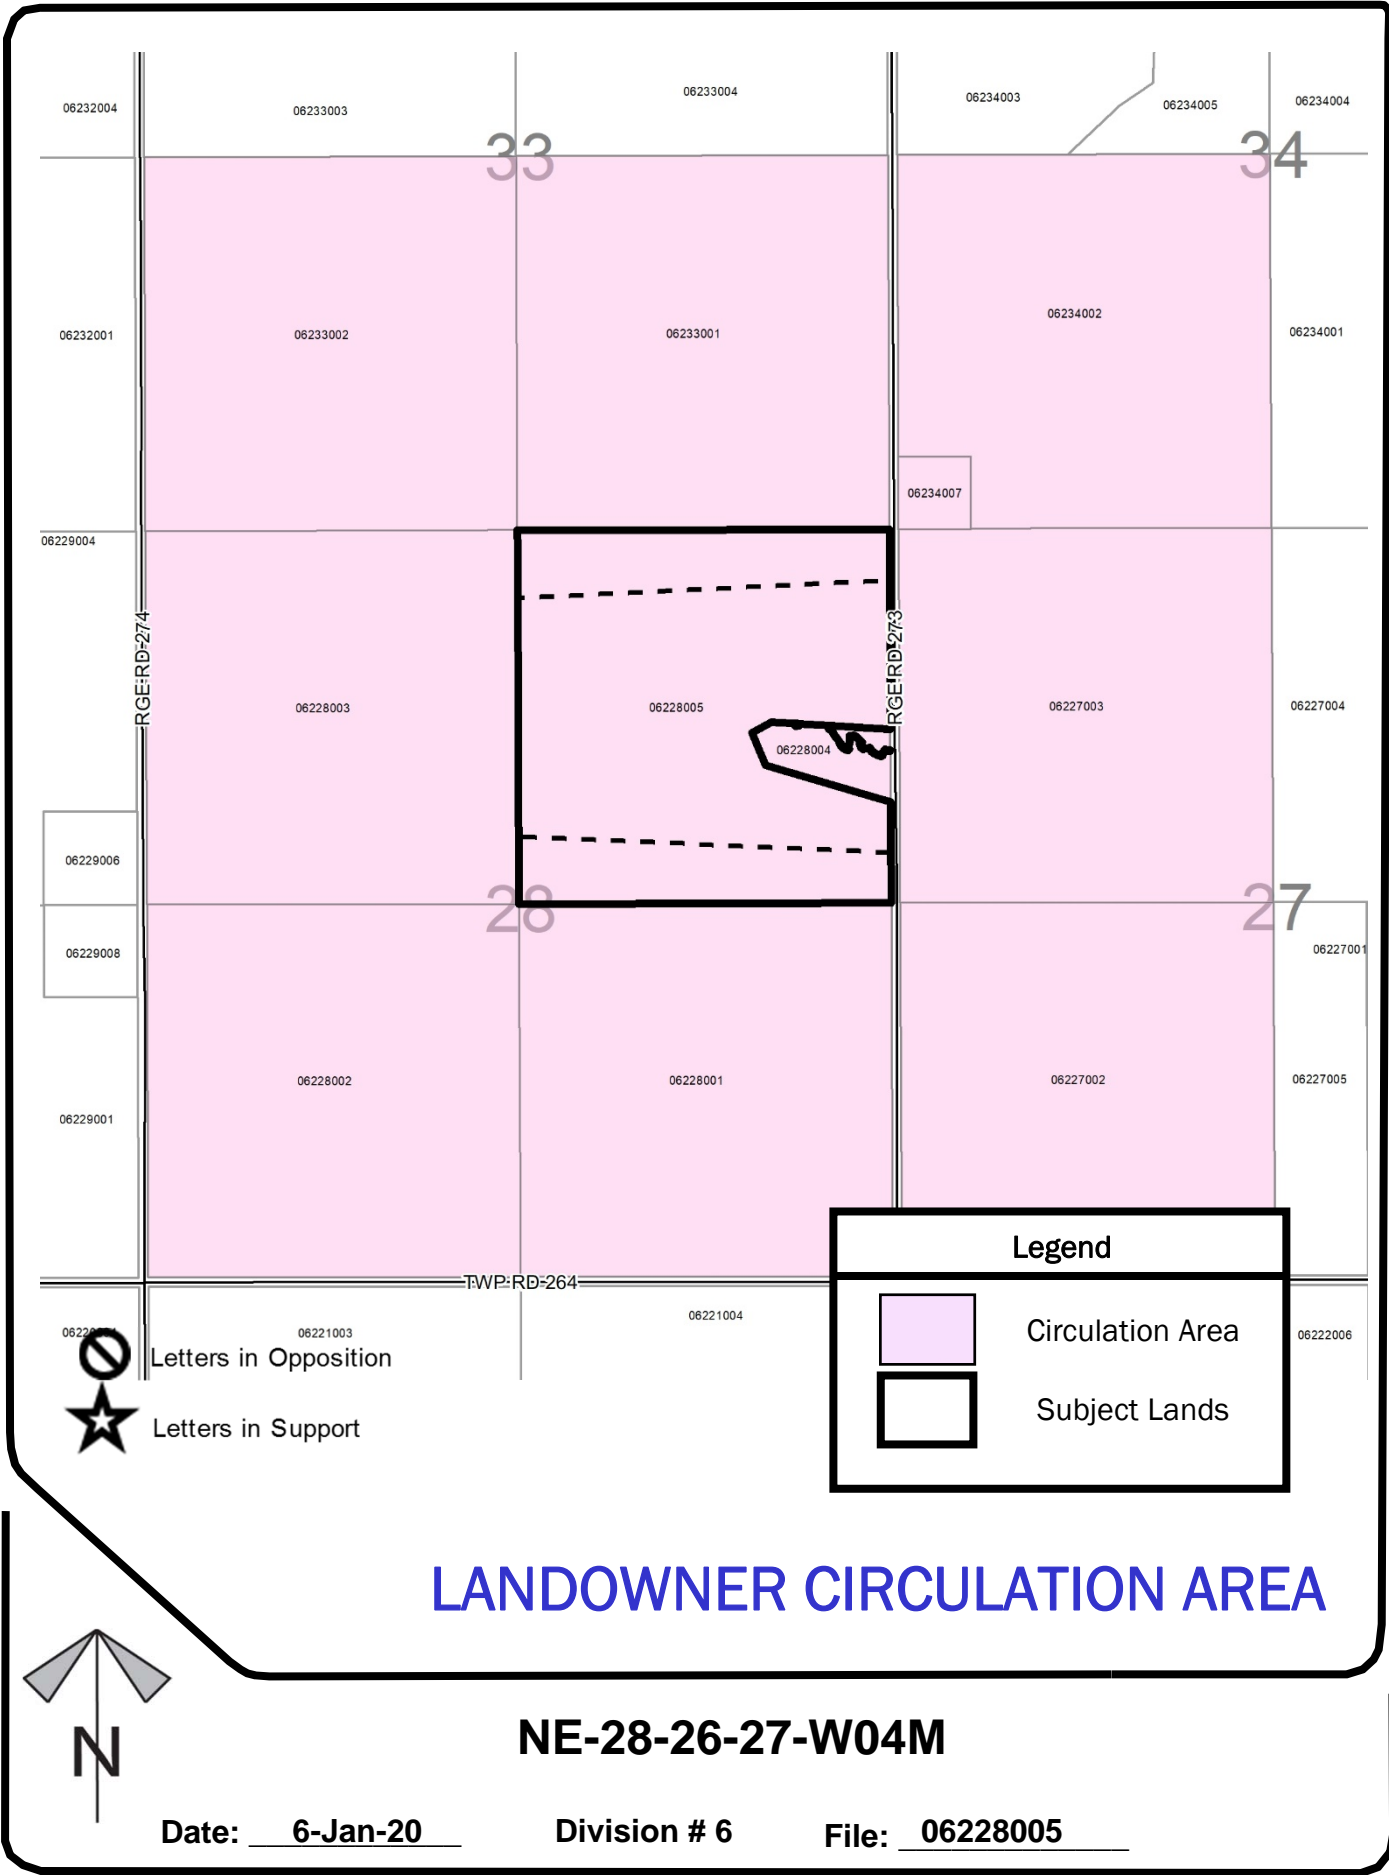 06232004
06233003
06233004
06234003
06234005
06234004
33
34
06232001
06233002
06233001
06234002
06234001
06234007
06229004
RGE RD 274
RGE RD 273
06228003
06228005
06227003
06227004
06228004
06229006
28
27
06229008
06227001
06229001
06228002
06228001
06227002
06227005
TWP RD 264
06221003
06221004
06222006
Legend
Circulation Area
Subject Lands
Letters in Opposition
Letters in Support
LANDOWNER CIRCULATION AREA
N
NE-28-26-27-W04M
Date: 6-Jan-20 Division # 6 File: 06228005